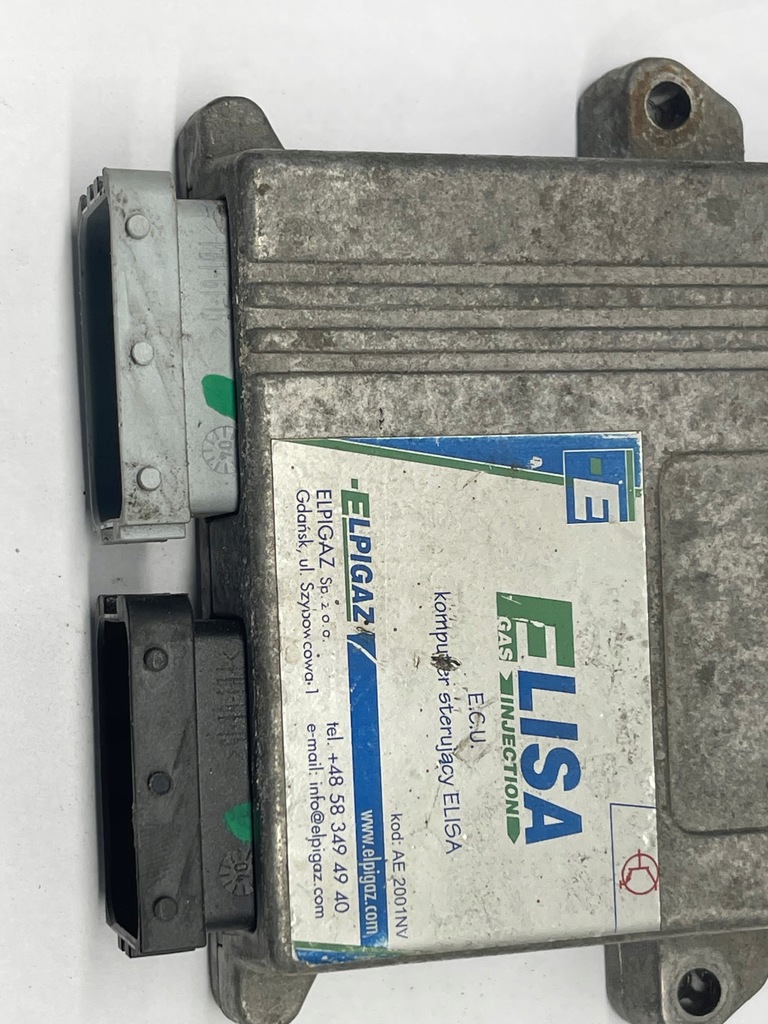 E
ELISA
GAS INJECTION
E.C.U.
komputer sterujący ELISA
kod: AE 2001NV
ELPIGAZ
www.elpigaz.com
ELPIGAZ Sp. z o.o.
tel. +48 58 349 49 40
Gdańsk, ul. Szybowcowa 1
e-mail: info@elpigaz.com